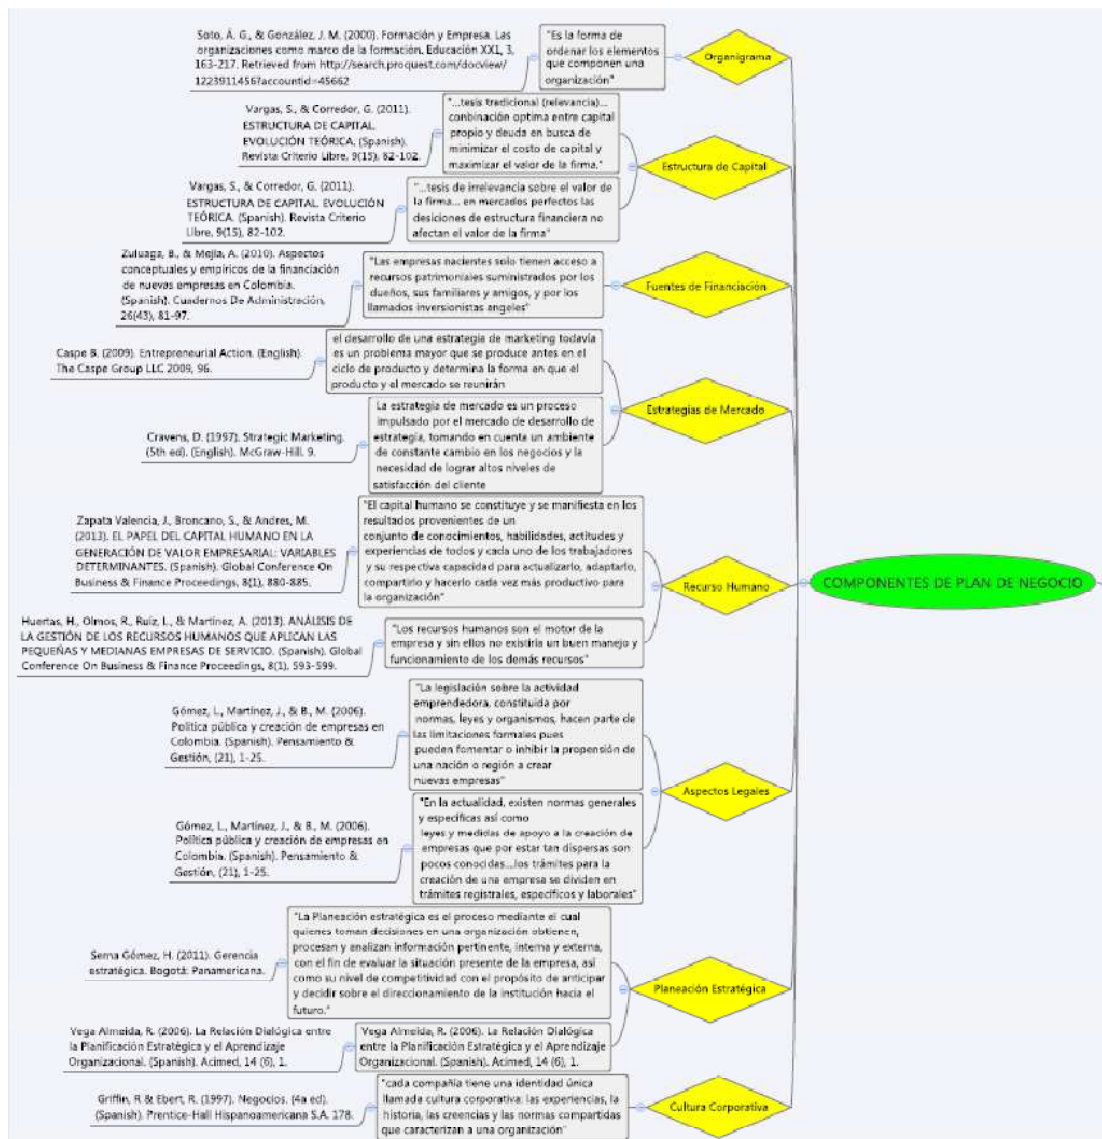 Soto, Á. G., & González, J. M. (2000). Formación y Empresa. Las
organizaciones como marco de la formación. Educación XX1, 3,
163-217. Retrieved from http://search.proquest.com/docview/
1223911456?accountid=45662
"Es la forma de
ordenar los elementos
que componen una
organización"
Organigrama
Vargas, S., & Corredor, G. (2011).
ESTRUCTURA DE CAPITAL.
EVOLUCIÓN TEÓRICA. (Spanish).
Revista Criterio Libre, 9(15), 82-102.
"...tesis tradicional (relevancia)...
combinación optima entre capital
propio y deuda en busca de
minimizar el costo de capital y
maximizar el valor de la firma."
Estructura de Capital
Vargas, S., & Corredor, G. (2011).
ESTRUCTURA DE CAPITAL. EVOLUCIÓN
TEÓRICA. (Spanish). Revista Criterio
Libre, 9(15), 82-102.
"...tesis de irrelevancia sobre el valor de
la firma... en mercados perfectos las
desiciones de estructura financiera no
afectan el valor de la firma"
Zuluaga, B., & Mejía, A. (2010). Aspectos
conceptuales y empíricos de la financiación
de nuevas empresas en Colombia.
(Spanish). Cuadernos De Administración,
26(43), 81-97.
"Las empresas nacientes solo tienen acceso a
recursos patrimoniales suministrados por los
dueños, sus familiares y amigos, y por los
llamados inversionistas angeles"
Fuentes de Financiación
Caspe B. (2009). Entrepreneurial Action. (English).
The Caspe Group LLC 2009, 96.
el desarrollo de una estrategia de marketing todavía
es un problema mayor que se produce antes en el
ciclo de producto y determina la forma en que el
producto y el mercado se reunirán
Estrategias de Mercado
Cravens, D. (1997). Strategic Marketing.
(5th ed). (English). McGraw-Hill. 9.
La estrategia de mercado es un proceso
impulsado por el mercado de desarrollo de
estrategia, tomando en cuenta un ambiente
de constante cambio en los negocios y la
necesidad de lograr altos niveles de
satisfacción del cliente
Zapata Valencia, J., Broncano, S., & Andres, M.
(2013). EL PAPEL DEL CAPITAL HUMANO EN LA
GENERACIÓN DE VALOR EMPRESARIAL: VARIABLES
DETERMINANTES. (Spanish). Global Conference On
Business & Finance Proceedings, 8(1), 880-885.
"El capital humano se constituye y se manifiesta en los
resultados provenientes de un
conjunto de conocimientos, habilidades, actitudes y
experiencias de todos y cada uno de los trabajadores
y su respectiva capacidad para actualizarlo, adaptarlo,
compartirlo y hacerlo cada vez más productivo para
la organización"
Recurso Humano
COMPONENTES DE PLAN DE NEGOCIO
Huertas, H., Olmos, R., Ruiz, L., & Martínez, A. (2013). ANÁLISIS DE
LA GESTIÓN DE LOS RECURSOS HUMANOS QUE APLICAN LAS
PEQUEÑAS Y MEDIANAS EMPRESAS DE SERVICIO. (Spanish). Global
Conference On Business & Finance Proceedings, 8(1), 593-599.
"Los recursos humanos son el motor de la
empresa y sin ellos no existiría un buen manejo y
funcionamiento de los demás recursos"
Gómez, L., Martínez, J., & B., M. (2006).
Política pública y creación de empresas en
Colombia. (Spanish). Pensamiento &
Gestión, (21), 1-25.
"La legislación sobre la actividad
emprendedora, constituida por
normas, leyes y organismos, hacen parte de
las limitaciones formales pues
pueden fomentar o inhibir la propensión de
una nación o región a crear
nuevas empresas"
Aspectos Legales
Gómez, L., Martínez, J., & B., M. (2006).
Política pública y creación de empresas en
Colombia. (Spanish). Pensamiento &
Gestión, (21), 1-25.
"En la actualidad, existen normas generales
y específicas así como
leyes y medidas de apoyo a la creación de
empresas que por estar tan dispersas son
pocos conocidas...los trámites para la
creación de una empresa se dividen en
trámites registrales, específicos y laborales"
Serna Gómez, H. (2011). Gerencia
estratégica. Bogotá: Panamericana.
"La Planeación estratégica es el proceso mediante el cual
quienes toman decisiones en una organización obtienen,
procesan y analizan información pertinente, interna y externa,
con el fin de evaluar la situación presente de la empresa, así
como su nivel de competitividad con el propósito de anticipar
y decidir sobre el direccionamiento de la institución hacia el
futuro."
Planeación Estratégica
Vega Almeida, R. (2006). La Relación Dialógica entre
la Planificación Estratégica y el Aprendizaje
Organizacional. (Spanish). Acimed, 14 (6), 1.
Vega Almeida, R. (2006). La Relación Dialógica
entre la Planificación Estratégica y el Aprendizaje
Organizacional. (Spanish). Acimed, 14 (6), 1.
Griffin, R & Ebert, R. (1997). Negocios. (4a ed).
(Spanish). Prentice-Hall Hispanoamericana S.A. 178.
"cada compañía tiene una identidad única
llamada cultura corporativa: las experiencias, la
historia, las creencias y las normas compartidas
que caracterizan a una organización"
Cultura Corporativa